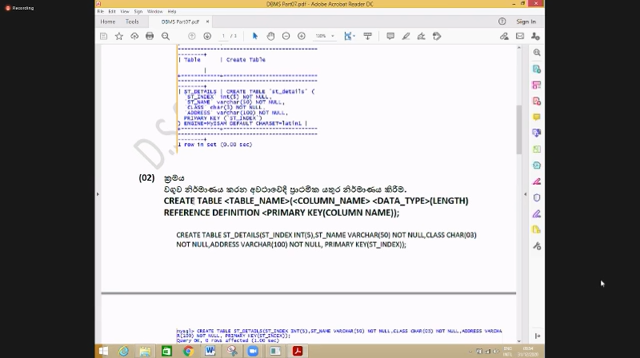 Recording
DBMS Part07.pdf - Adobe Acrobat Reader DC
File Edit View Sign Window Help
Home Tools DBMS Part07.pdf × Sign In
| Table | Create Table
|
| ST_DETAILS | CREATE TABLE `st_details` (
ST_INDEX int(5) NOT NULL,
ST_NAME varchar(50) NOT NULL,
CLASS char(3) NOT NULL,
ADDRESS varchar(100) NOT NULL,
PRIMARY KEY (`ST_INDEX`)
) ENGINE=MyISAM DEFAULT CHARSET=latin1 |
1 row in set (0.00 sec)
(02) ක්‍රමය
වගුව නිර්මාණය කරන අවථාවේදී ප්‍රාථමික යතුර නිර්මාණය කිරීම.
CREATE TABLE <TABLE_NAME>(<COLUMN_NAME> <DATA_TYPE>(LENGTH)
REFERENCE DEFINITION <PRIMARY KEY(COLUMN NAME)>);
CREATE TABLE ST_DETAILS(ST_INDEX INT(5),ST_NAME VARCHAR(50) NOT NULL,CLASS CHAR(03)
NOT NULL,ADDRESS VARCHAR(100) NOT NULL, PRIMARY KEY(ST_INDEX));
mysql> CREATE TABLE ST_DETAILS(ST_INDEX INT(5),ST_NAME VARCHAR(50) NOT NULL,CLASS CHAR(03) NOT NULL,ADDRESS VARCHA
R(100) NOT NULL, PRIMARY KEY(ST_INDEX));
Query OK, 0 rows affected (1.00 sec)